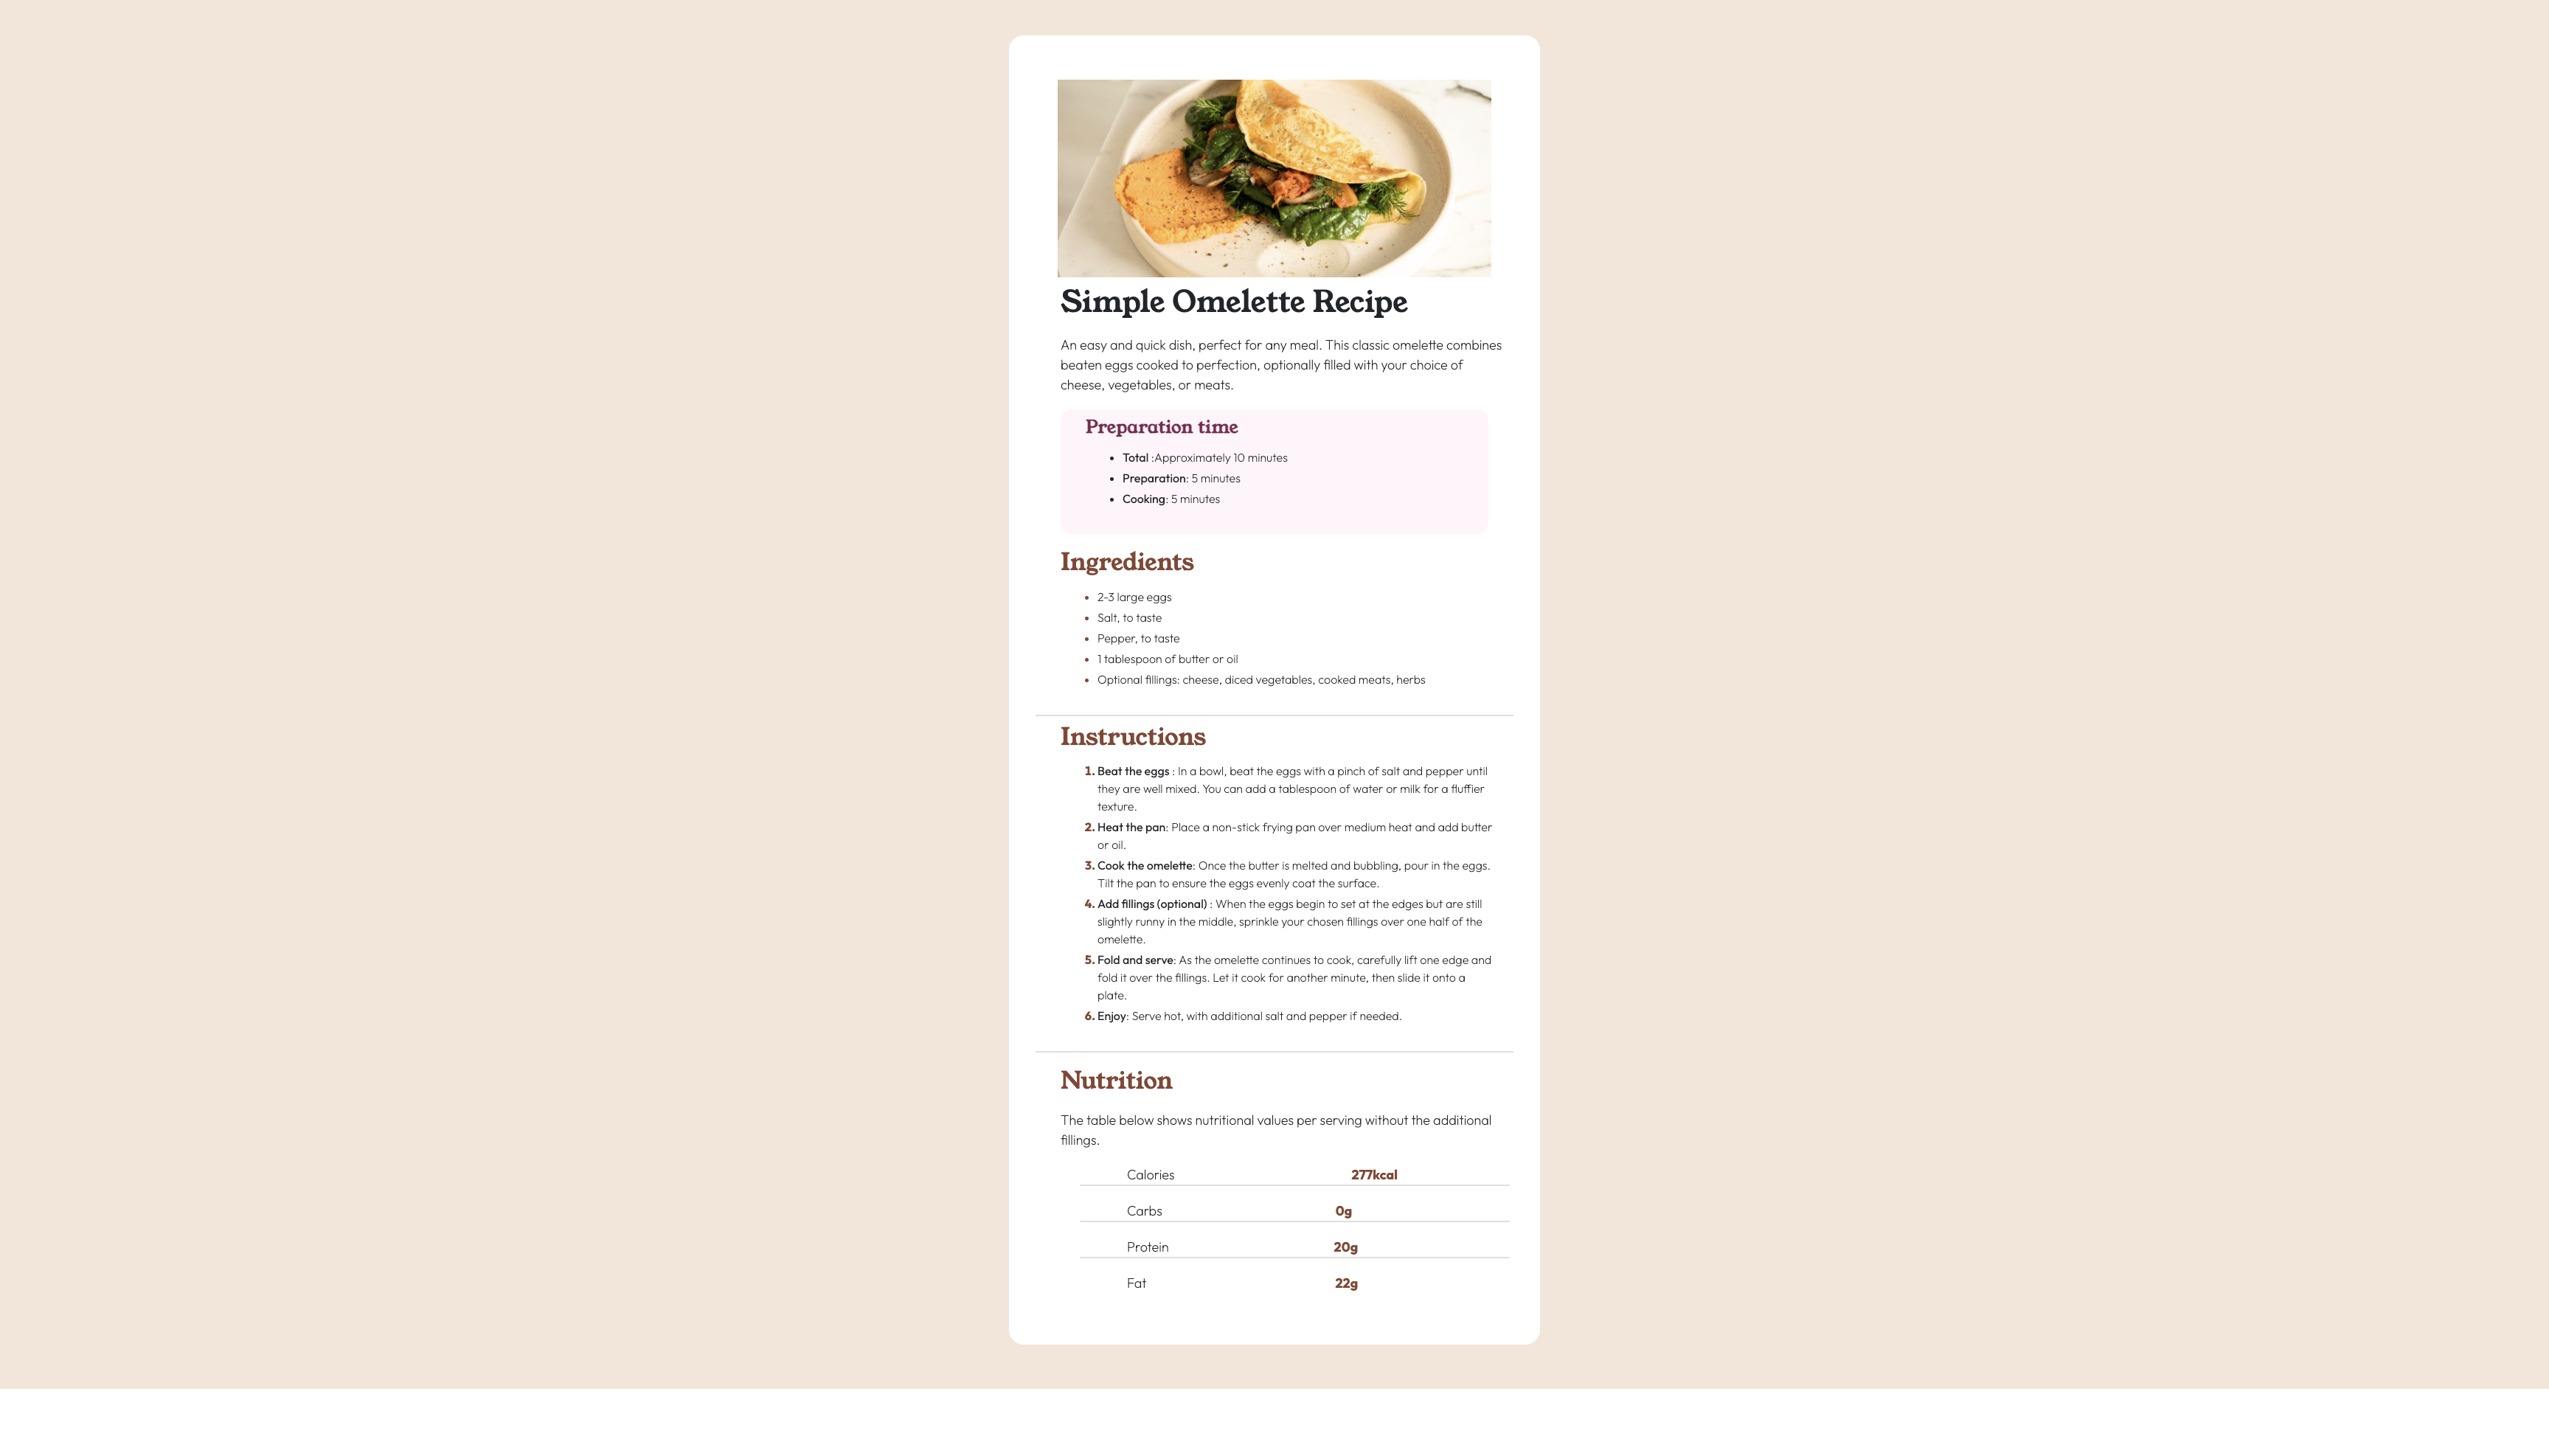 Simple Omelette Recipe
An easy and quick dish, perfect for any meal. This classic omelette combines
beaten eggs cooked to perfection, optionally filled with your choice of
cheese, vegetables, or meats.
Preparation time
• Total :Approximately 10 minutes
• Preparation: 5 minutes
• Cooking: 5 minutes
Ingredients
• 2-3 large eggs
• Salt, to taste
• Pepper, to taste
• 1 tablespoon of butter or oil
• Optional fillings: cheese, diced vegetables, cooked meats, herbs
Instructions
1. Beat the eggs : In a bowl, beat the eggs with a pinch of salt and pepper until
they are well mixed. You can add a tablespoon of water or milk for a fluffier
texture.
2. Heat the pan: Place a non-stick frying pan over medium heat and add butter
or oil.
3. Cook the omelette: Once the butter is melted and bubbling, pour in the eggs.
Tilt the pan to ensure the eggs evenly coat the surface.
4. Add fillings (optional) : When the eggs begin to set at the edges but are still
slightly runny in the middle, sprinkle your chosen fillings over one half of the
omelette.
5. Fold and serve: As the omelette continues to cook, carefully lift one edge and
fold it over the fillings. Let it cook for another minute, then slide it onto a
plate.
6. Enjoy: Serve hot, with additional salt and pepper if needed.
Nutrition
The table below shows nutritional values per serving without the additional
fillings.
Calories 277kcal
Carbs 0g
Protein 20g
Fat 22g